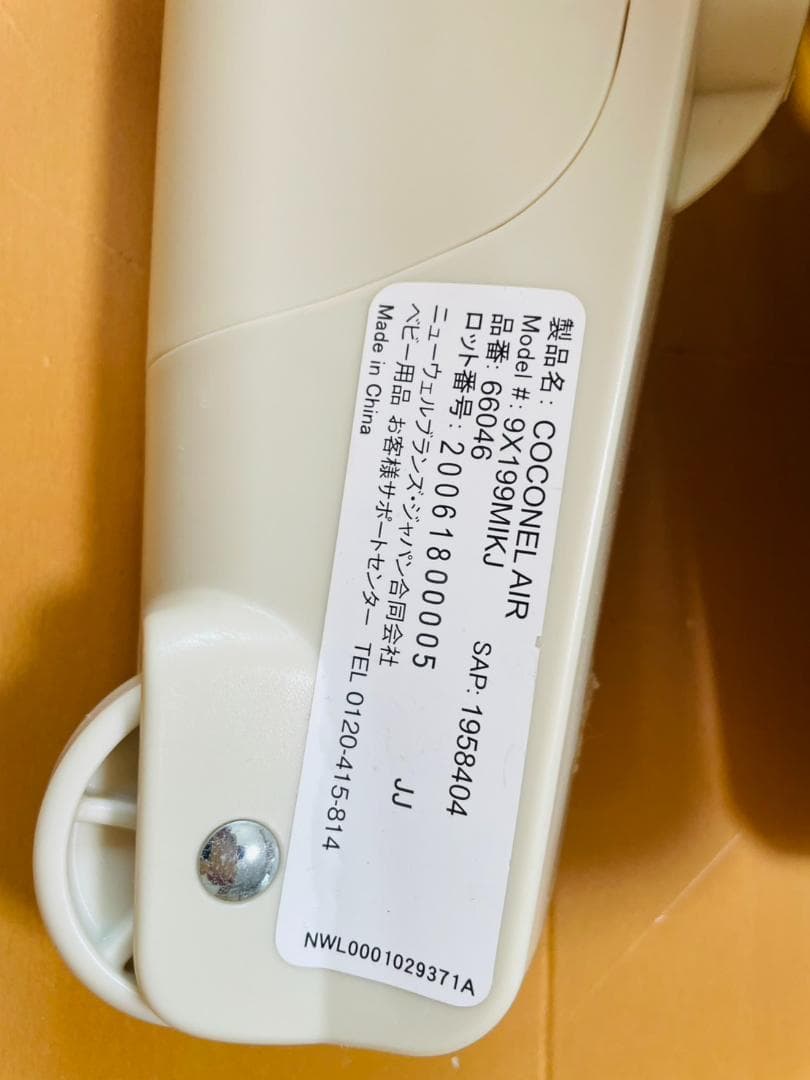 製品名: COCONEL AIR
Model #: 9X199MIKJ
品番: 66046 SAP: 1958404
ロット番号: 200618000005
ニューウェルブランズ・ジャパン合同会社 JJ
ベビー用品 お客様サポートセンター TEL 0120-415-814
Made in China
NWL0001029371A